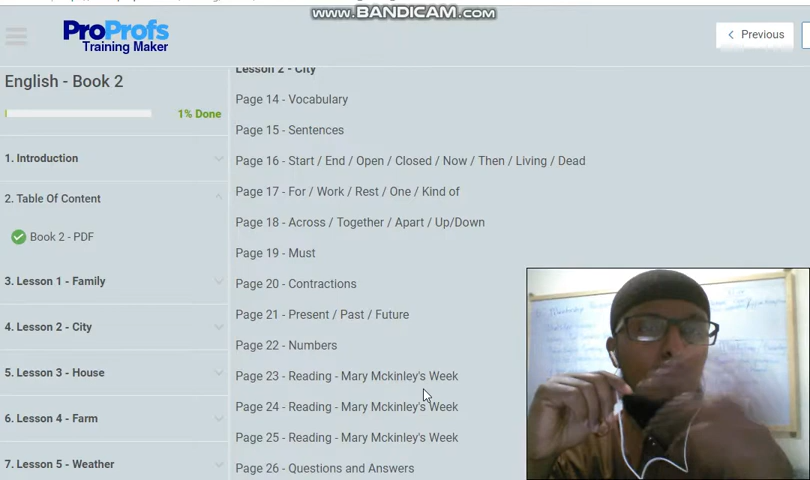 WWW.BANDICAM.COM
ProProfs
Training Maker
Previous
English - Book 2
1% Done
1. Introduction
2. Table Of Content
Book 2 - PDF
3. Lesson 1 - Family
4. Lesson 2 - City
5. Lesson 3 - House
6. Lesson 4 - Farm
7. Lesson 5 - Weather
Lesson 2 - City
Page 14 - Vocabulary
Page 15 - Sentences
Page 16 - Start / End / Open / Closed / Now / Then / Living / Dead
Page 17 - For / Work / Rest / One / Kind of
Page 18 - Across / Together / Apart / Up/Down
Page 19 - Must
Page 20 - Contractions
Page 21 - Present / Past / Future
Page 22 - Numbers
Page 23 - Reading - Mary Mckinley's Week
Page 24 - Reading - Mary Mckinley's Week
Page 25 - Reading - Mary Mckinley's Week
Page 26 - Questions and Answers